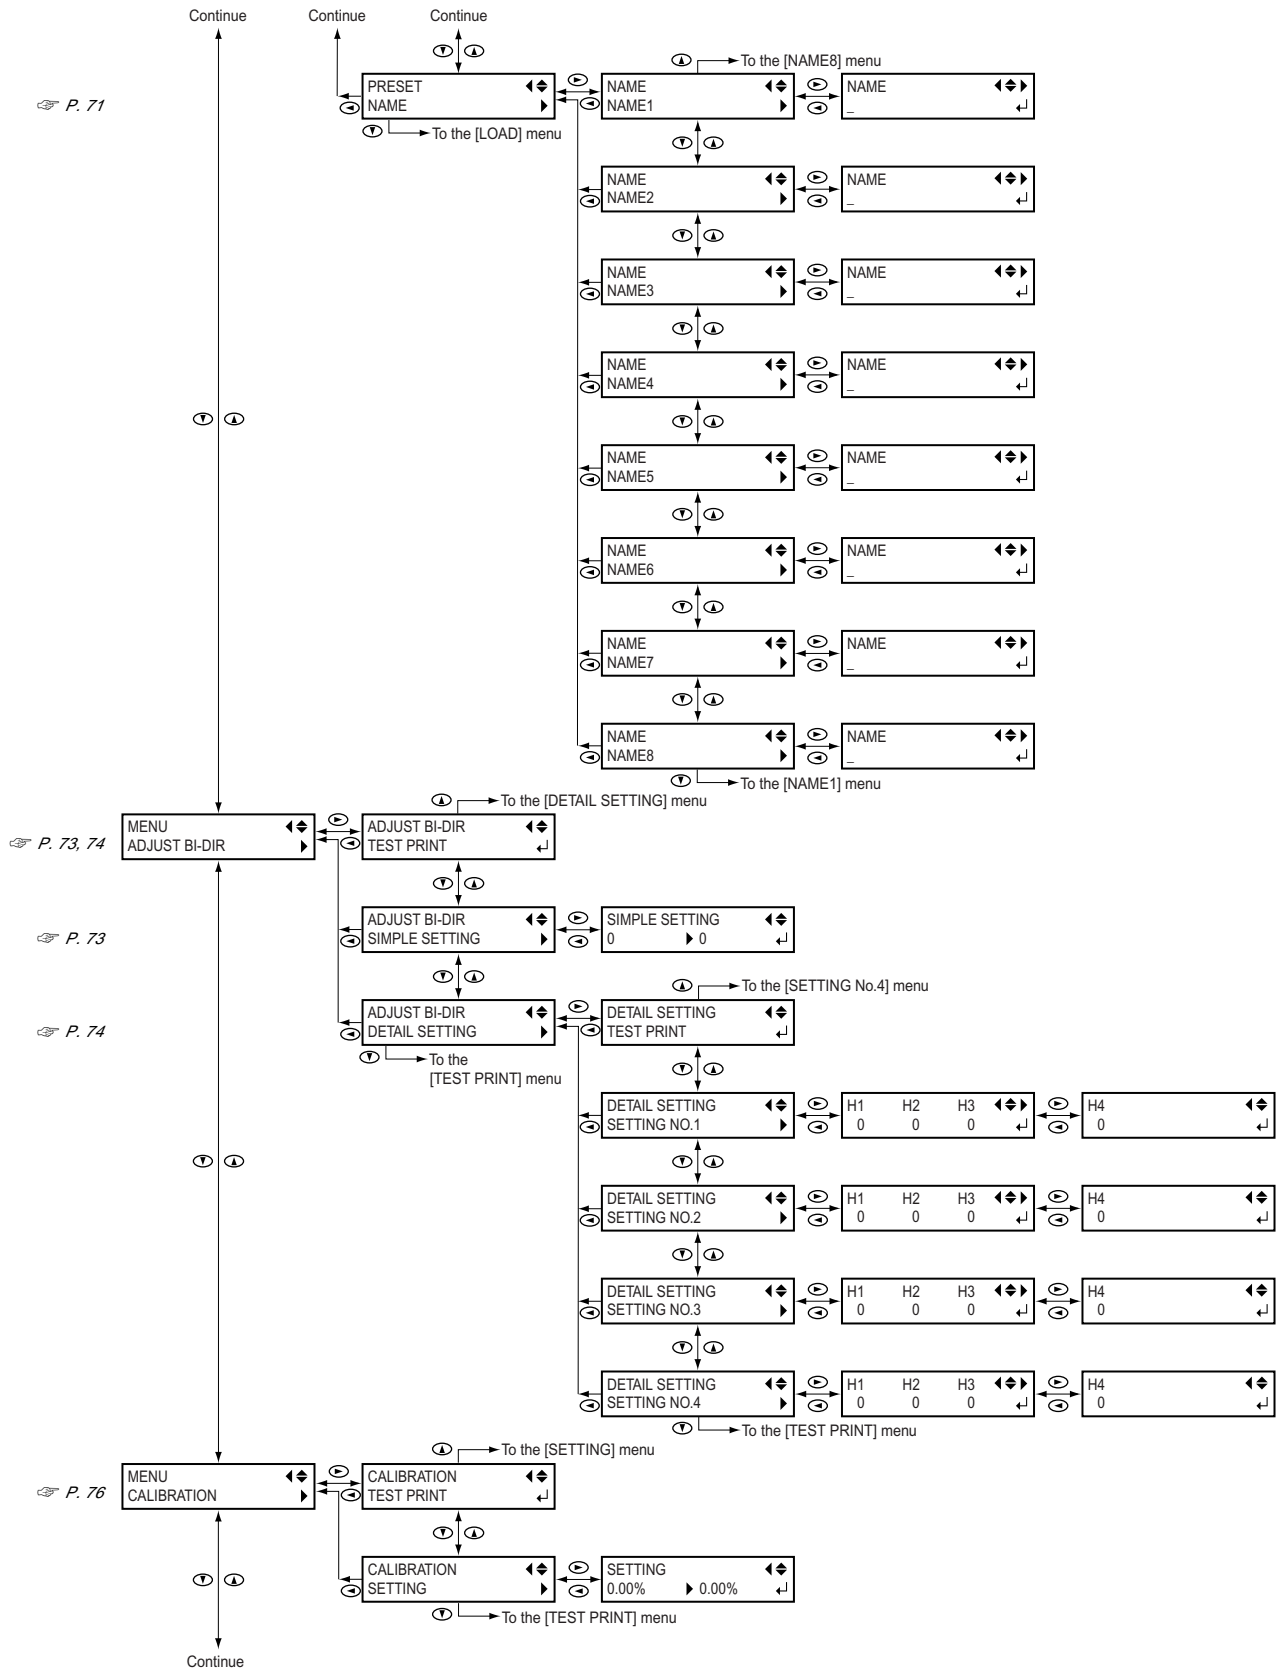 Continue Continue Continue
To the [NAME8] menu
PRESET
NAME
NAME
NAME1
NAME
_
P. 71
To the [LOAD] menu
NAME
NAME2
NAME
_
NAME
NAME3
NAME
_
NAME
NAME4
NAME
_
NAME
NAME5
NAME
_
NAME
NAME6
NAME
_
NAME
NAME7
NAME
_
NAME
NAME8
NAME
_
To the [NAME1] menu
To the [DETAIL SETTING] menu
P. 73, 74
MENU
ADJUST BI-DIR
ADJUST BI-DIR
TEST PRINT
P. 73
ADJUST BI-DIR
SIMPLE SETTING
SIMPLE SETTING
0 0
To the [SETTING No.4] menu
P. 74
ADJUST BI-DIR
DETAIL SETTING
DETAIL SETTING
TEST PRINT
To the
[TEST PRINT] menu
DETAIL SETTING
SETTING NO.1
H1 H2 H3
0 0 0
H4
0
DETAIL SETTING
SETTING NO.2
H1 H2 H3
0 0 0
H4
0
DETAIL SETTING
SETTING NO.3
H1 H2 H3
0 0 0
H4
0
DETAIL SETTING
SETTING NO.4
H1 H2 H3
0 0 0
H4
0
To the [TEST PRINT] menu
To the [SETTING] menu
P. 76
MENU
CALIBRATION
CALIBRATION
TEST PRINT
CALIBRATION
SETTING
SETTING
0.00% 0.00%
To the [TEST PRINT] menu
Continue